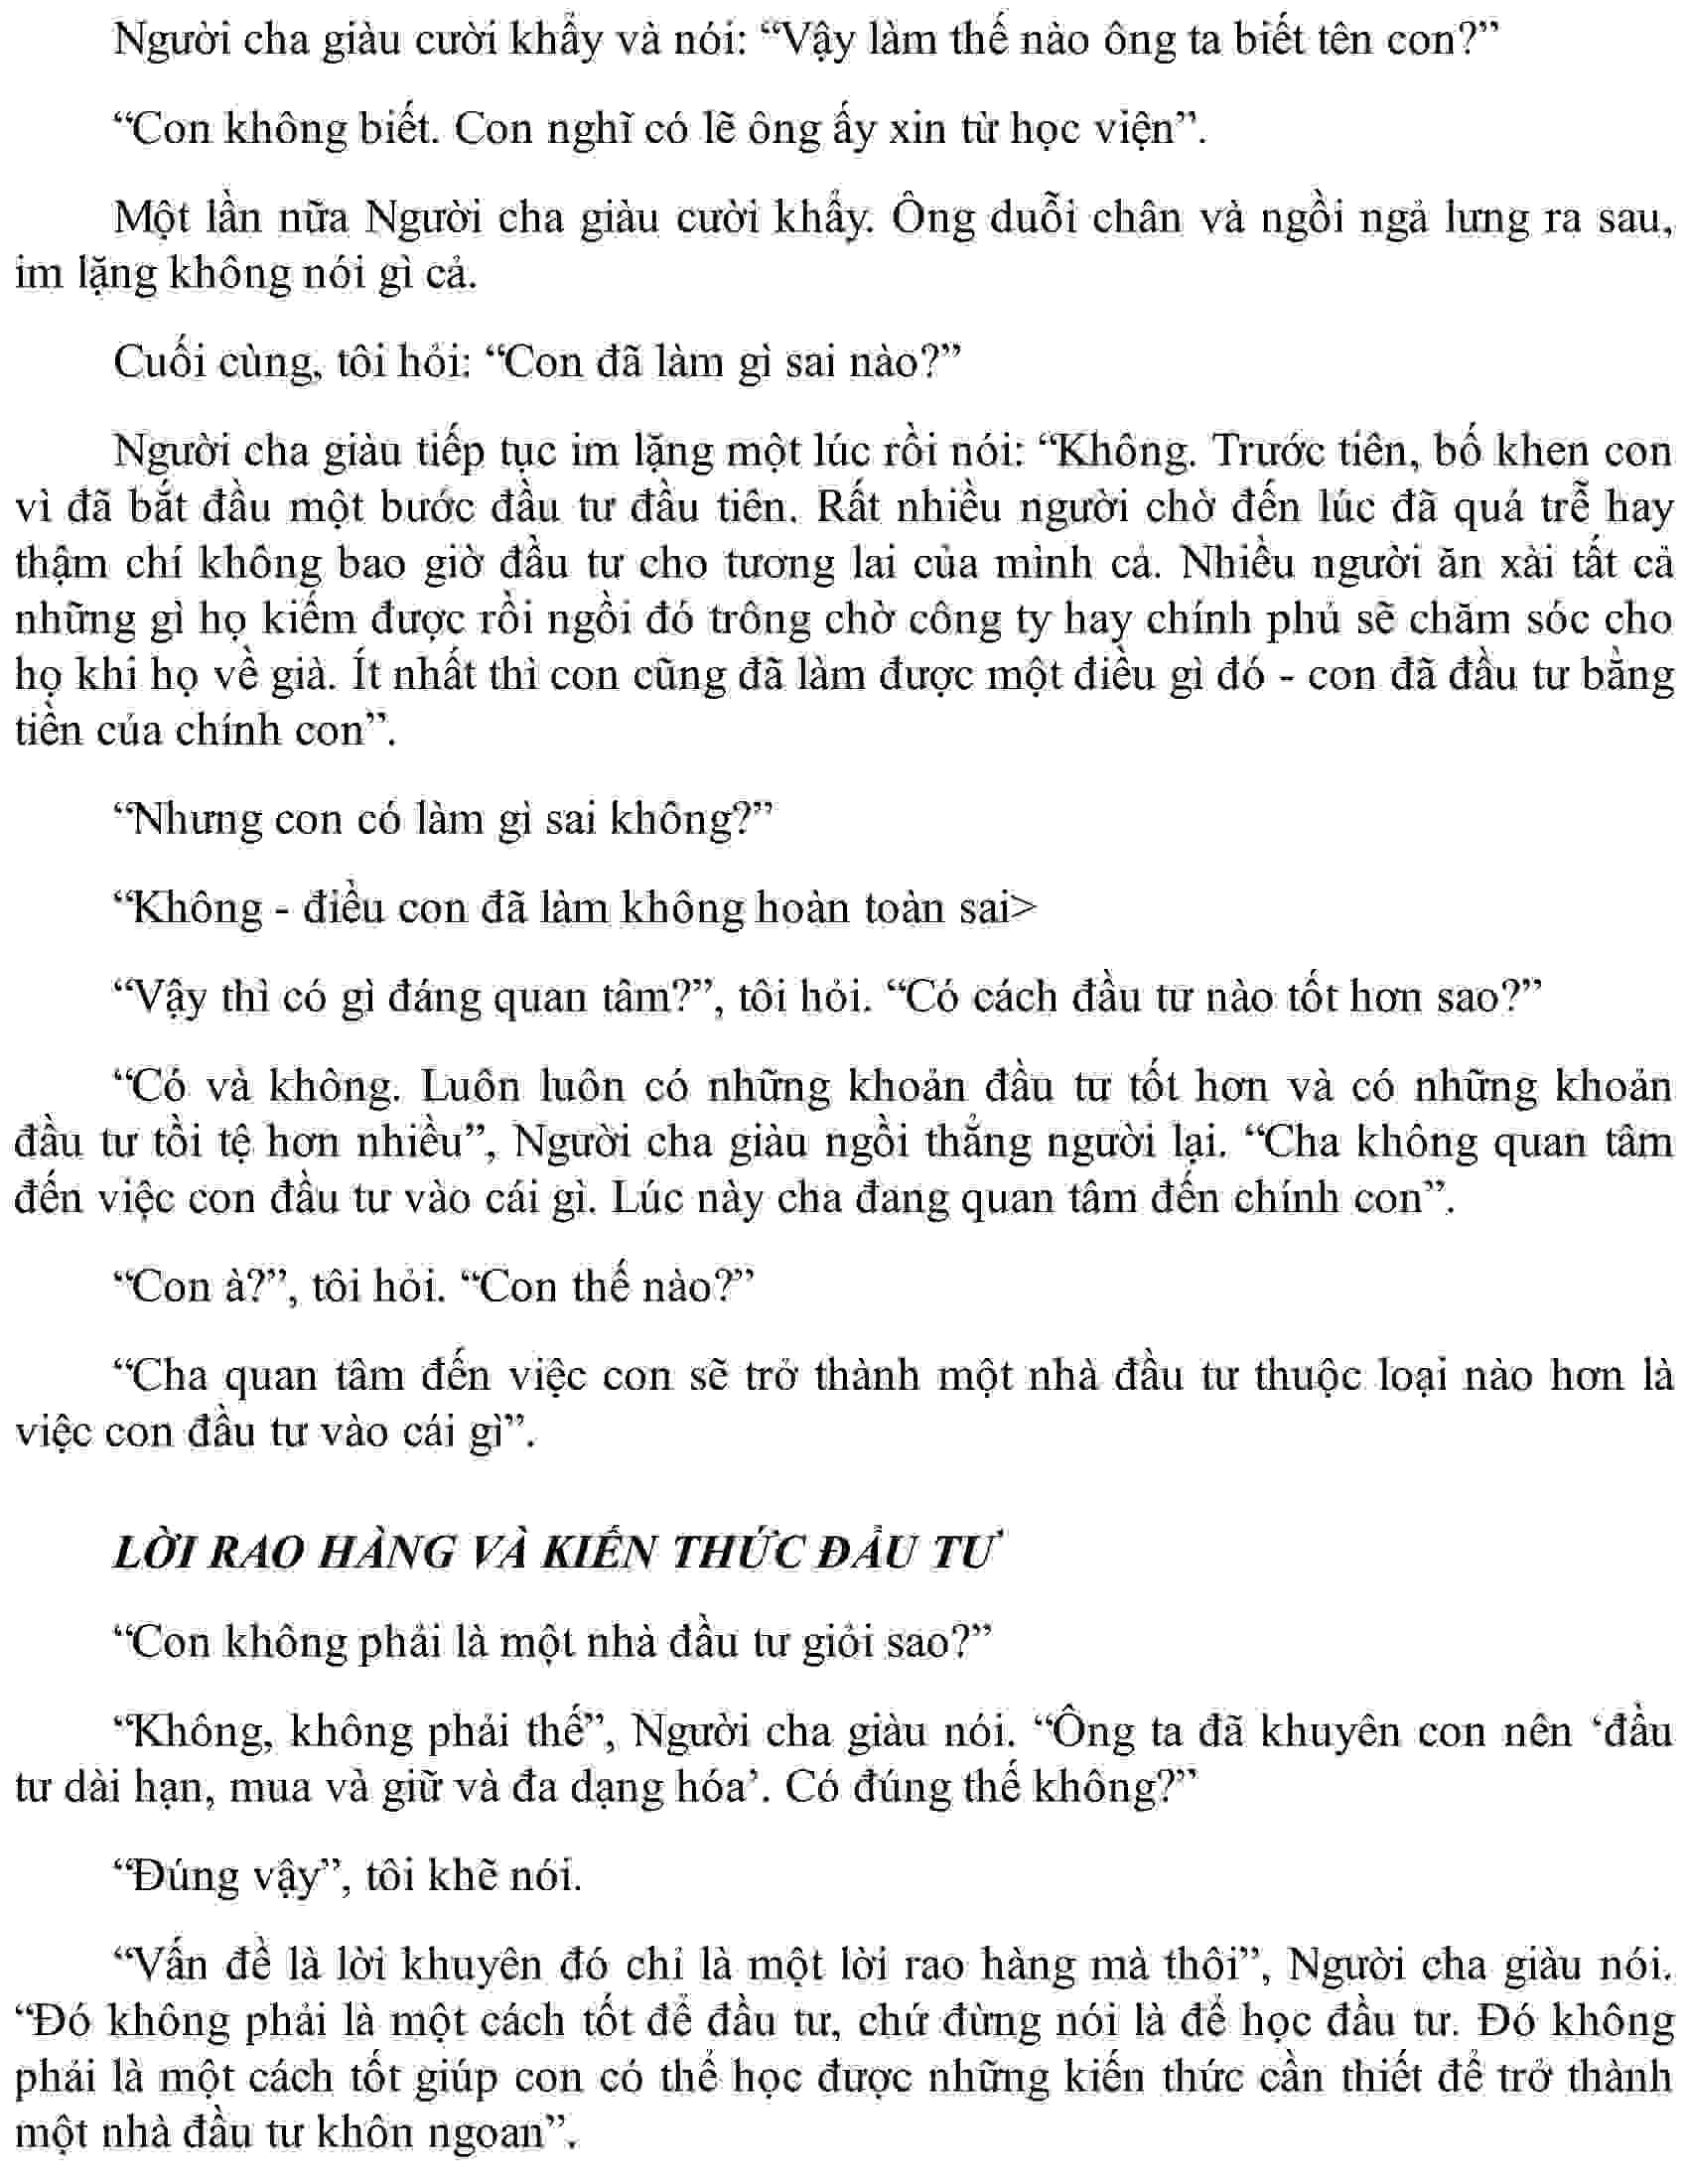 Người cha giàu cười khẩy và nói: “Vậy làm thế nào ông ta biết tên con?”
“Con không biết. Con nghĩ có lẽ ông ấy xin từ học viện”.
Một lần nữa Người cha giàu cười khẩy. Ông duỗi chân và ngồi ngả lưng ra sau,
im lặng không nói gì cả.
Cuối cùng, tôi hỏi: “Con đã làm gì sai nào?”
Người cha giàu tiếp tục im lặng một lúc rồi nói: “Không. Trước tiên, bố khen con
vì đã bắt đầu một bước đầu tư đầu tiên. Rất nhiều người chờ đến lúc đã quá trễ hay
thậm chí không bao giờ đầu tư cho tương lai của mình cả. Nhiều người ăn xài tất cả
những gì họ kiếm được rồi ngồi đó trông chờ công ty hay chính phủ sẽ chăm sóc cho
họ khi họ về già. Ít nhất thì con cũng đã làm được một điều gì đó - con đã đầu tư bằng
tiền của chính con”.
“Nhưng con có làm gì sai không?”
“Không - điều con đã làm không hoàn toàn sai>
“Vậy thì có gì đáng quan tâm?”, tôi hỏi. “Có cách đầu tư nào tốt hơn sao?”
“Có và không. Luôn luôn có những khoản đầu tư tốt hơn và có những khoản
đầu tư tồi tệ hơn nhiều”, Người cha giàu ngồi thẳng người lại. “Cha không quan tâm
đến việc con đầu tư vào cái gì. Lúc này cha đang quan tâm đến chính con”.
“Con à?”, tôi hỏi. “Con thế nào?”
“Cha quan tâm đến việc con sẽ trở thành một nhà đầu tư thuộc loại nào hơn là
việc con đầu tư vào cái gì”.
LỜI RAO HÀNG VÀ KIẾN THỨC ĐẦU TƯ
“Con không phải là một nhà đầu tư giỏi sao?”
“Không, không phải thế”, Người cha giàu nói. “Ông ta đã khuyên con nên ‘đầu
tư dài hạn, mua và giữ và đa dạng hóa’. Có đúng thế không?”
“Đúng vậy”, tôi khẽ nói.
“Vấn đề là lời khuyên đó chỉ là một lời rao hàng mà thôi”, Người cha giàu nói.
“Đó không phải là một cách tốt để đầu tư, chứ đừng nói là để học đầu tư. Đó không
phải là một cách tốt giúp con có thể học được những kiến thức cần thiết để trở thành
một nhà đầu tư khôn ngoan”.